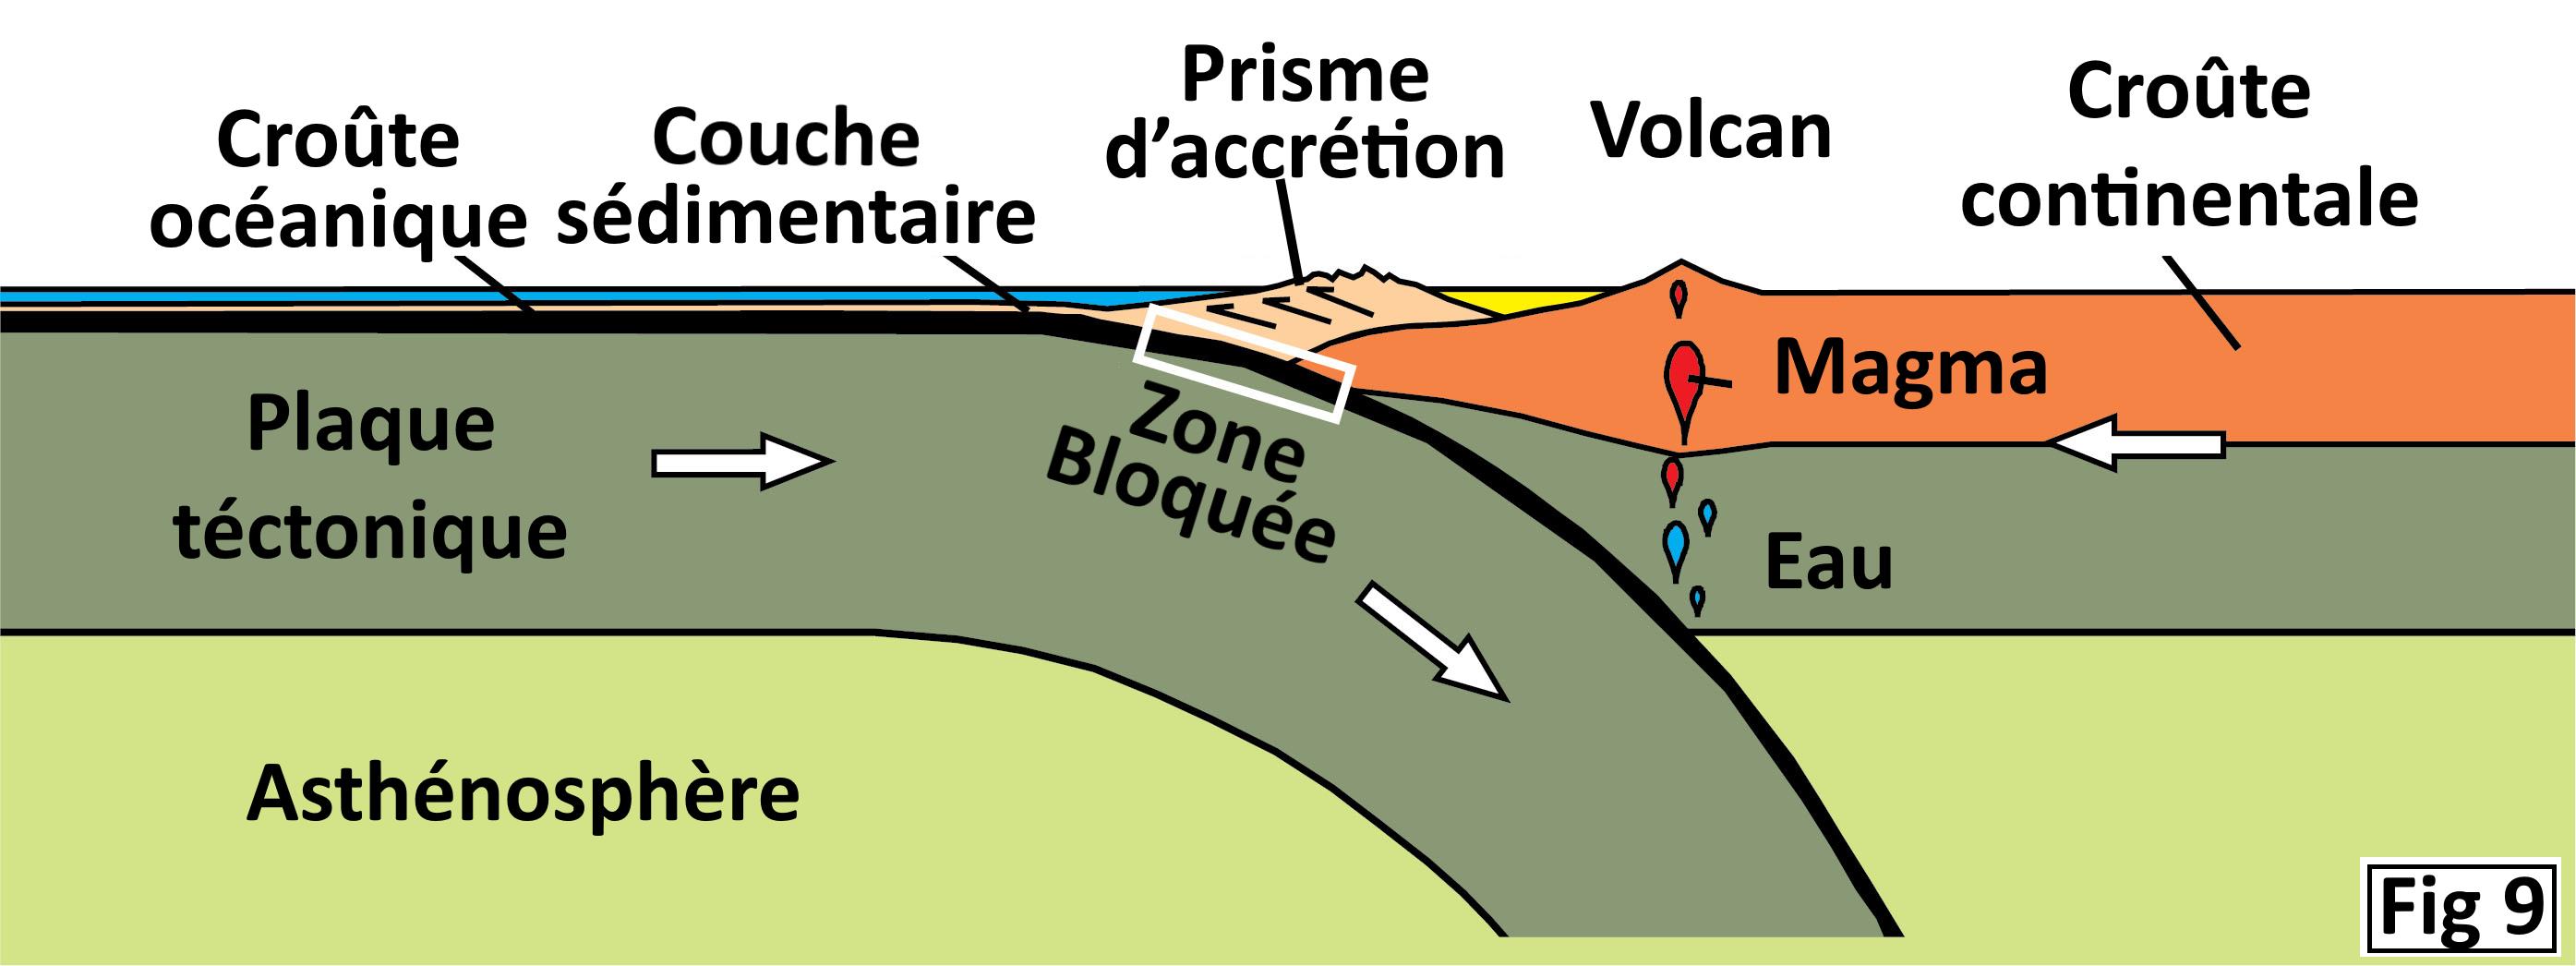 Croûte
océanique
Couche
sédimentaire
Prisme
d'accrétion
Volcan
Croûte
continentale
Magma
Plaque
téctonique
Zone
Bloquée
Eau
Asthénosphère
Fig 9